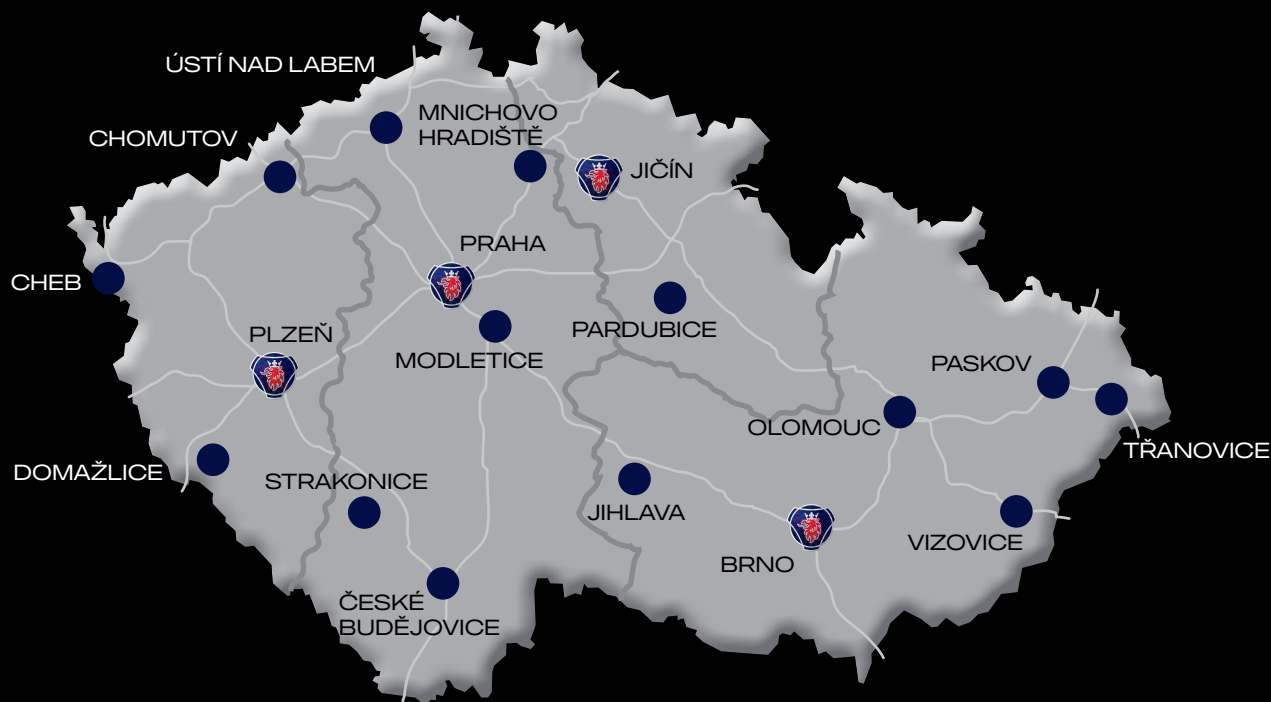 ÚSTÍ NAD LABEM
MNICHOVO
HRADIŠTĚ
CHOMUTOV
JIČÍN
PRAHA
CHEB
PLZEŇ
PARDUBICE
MODLETICE
PASKOV
OLOMOUC
TŘANOVICE
DOMAŽLICE
STRAKONICE
JIHLAVA
VIZOVICE
BRNO
ČESKÉ
BUDĚJOVICE